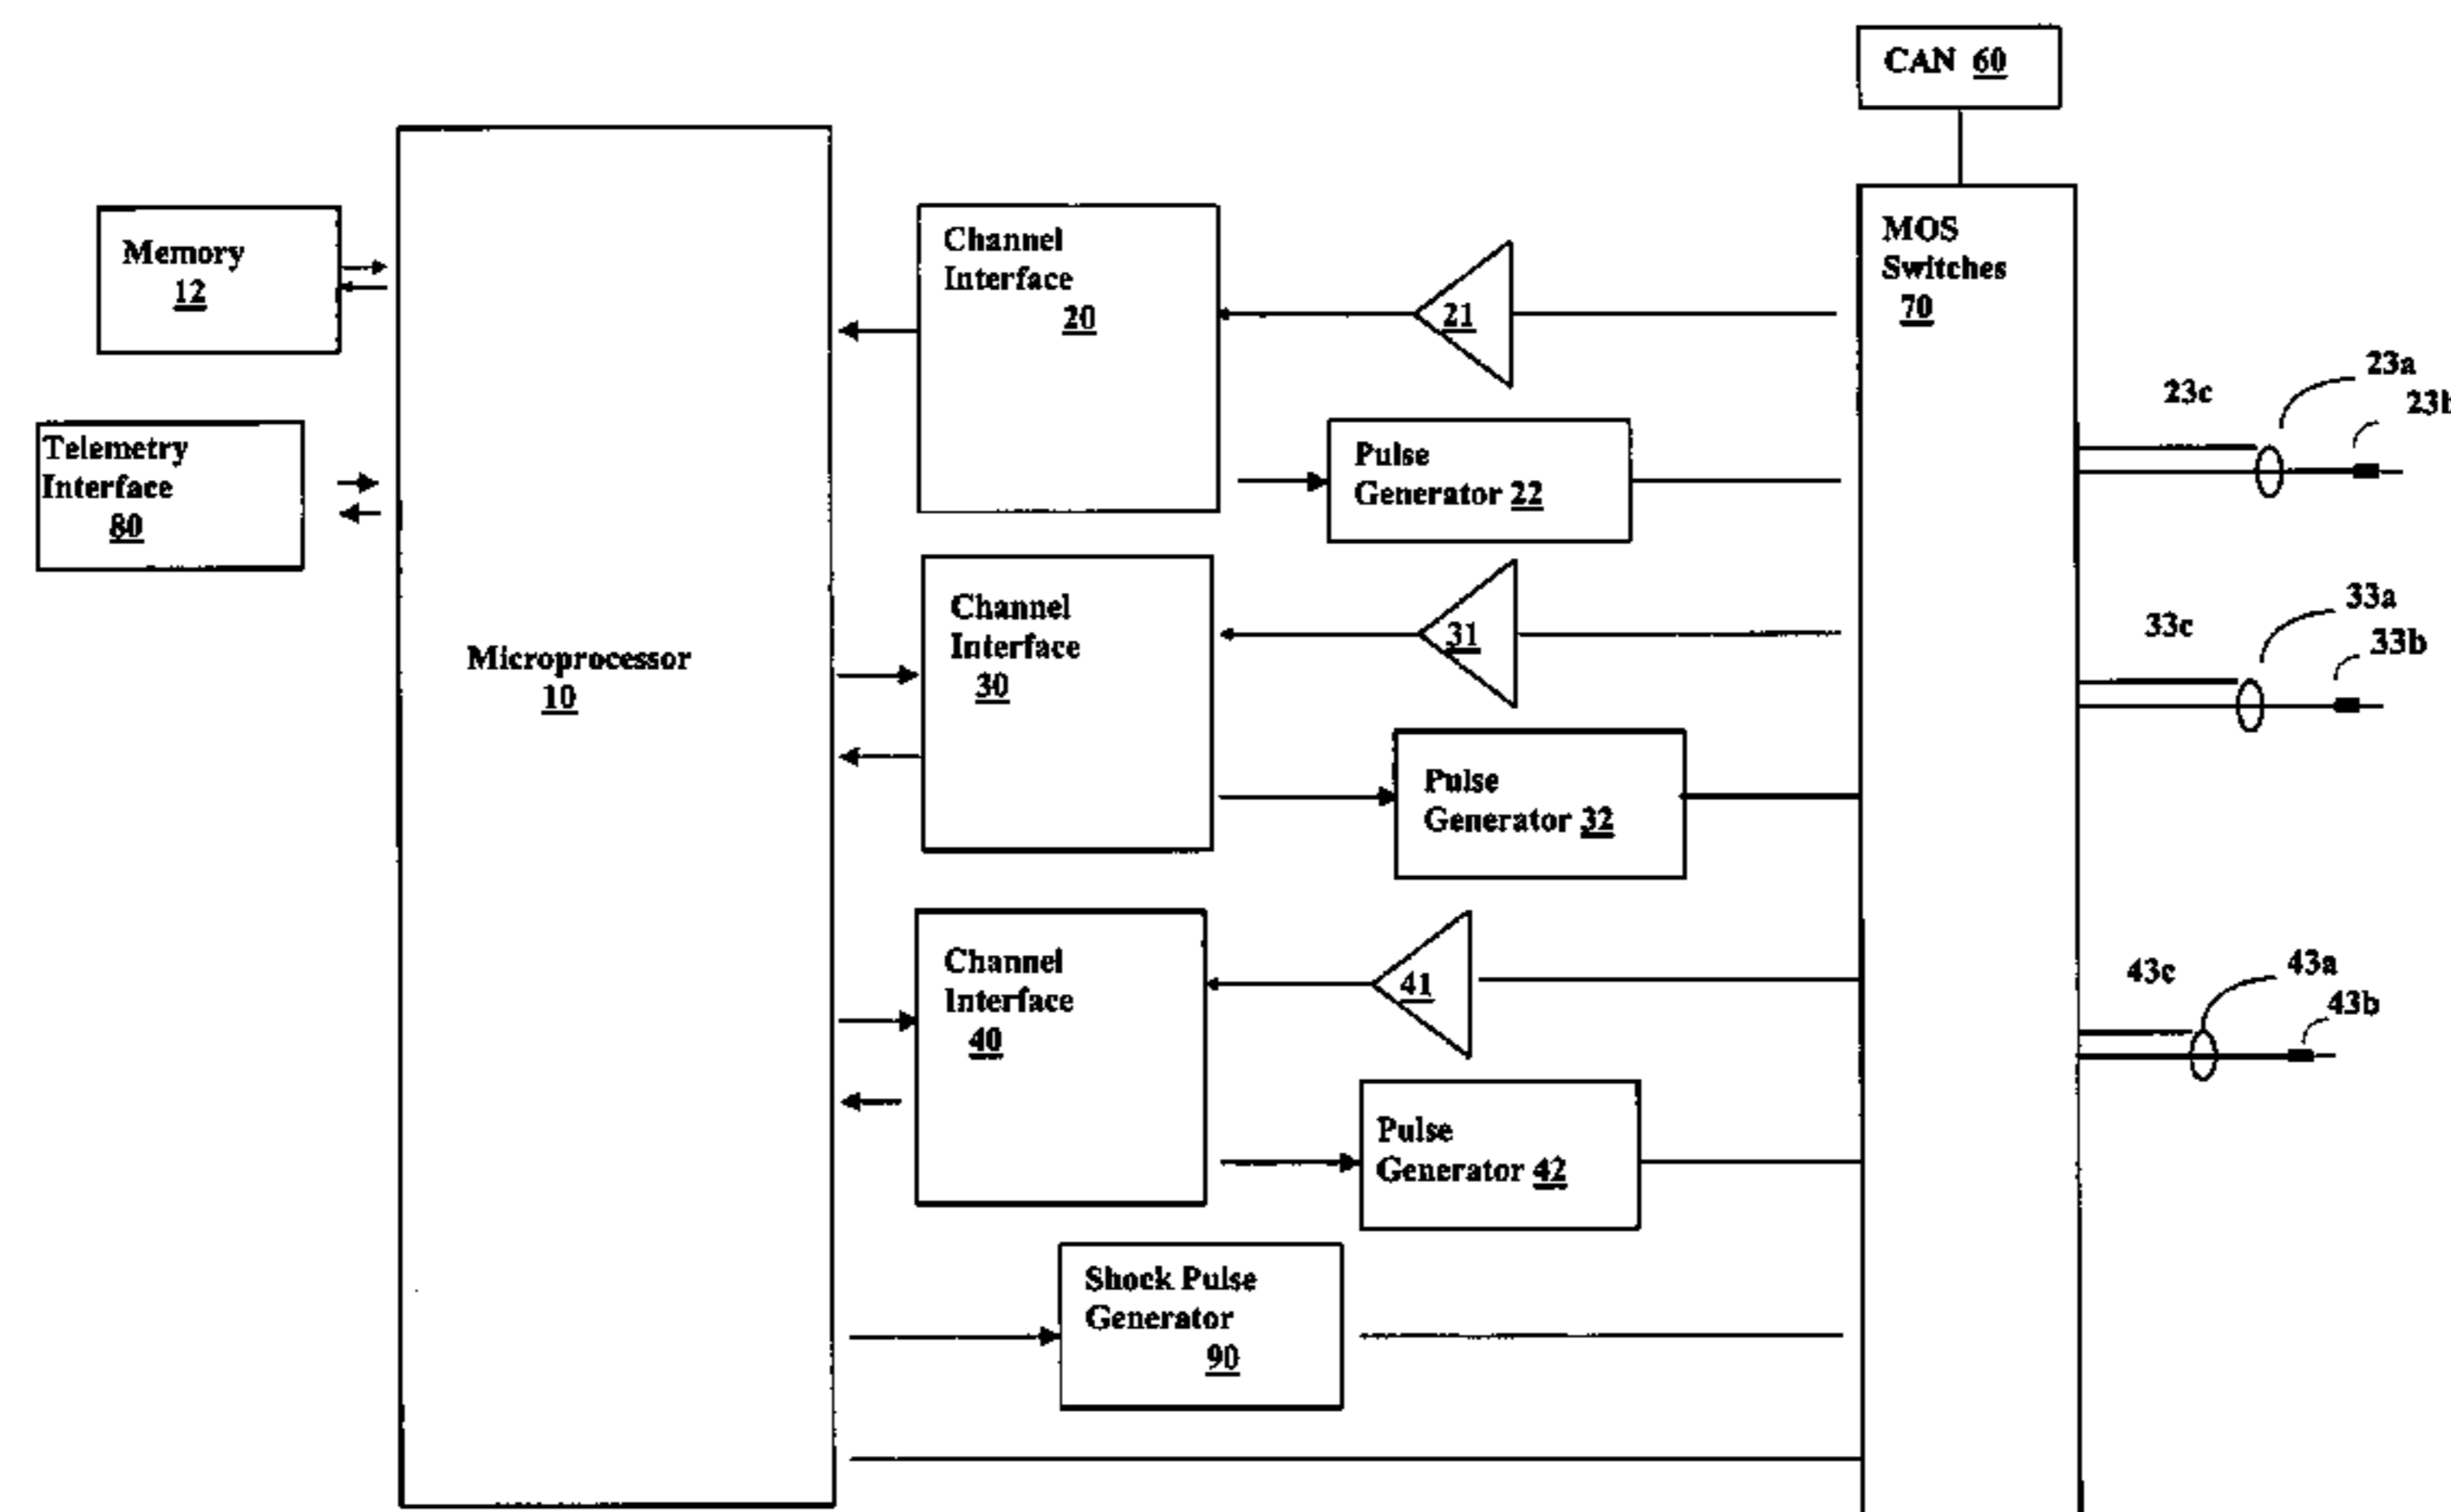 CAN 60
MOS
Switches
70
Memory
12
Telemetry
Interface
80
Microprocessor
10
Channel
Interface
20
21
Pulse
Generator 22
Channel
Interface
30
31
Pulse
Generator 32
Channel
Interface
40
41
Pulse
Generator 42
Shock Pulse
Generator
90
23a
23c
33a
33c
33b
43a
43c
43b